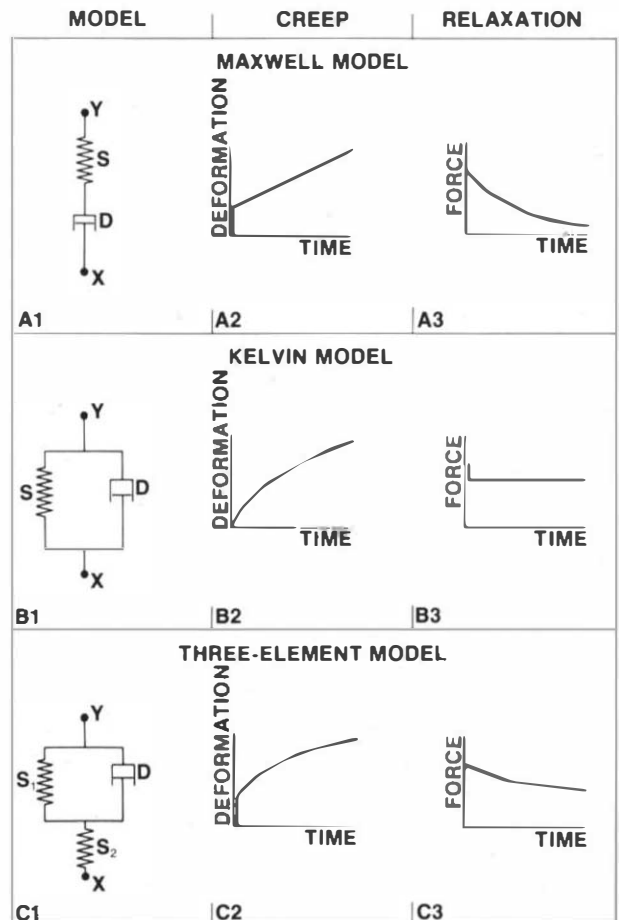 MODEL CREEP RELAXATION
MAXWELL MODEL
Y
S
D
X
DEFORMATION
TIME
FORCE
TIME
A1 A2 A3
KELVIN MODEL
Y
S
D
X
DEFORMATION
TIME
FORCE
TIME
B1 B2 B3
THREE-ELEMENT MODEL
Y
S₁
D
S₂
X
DEFORMATION
TIME
FORCE
TIME
C1 C2 C3